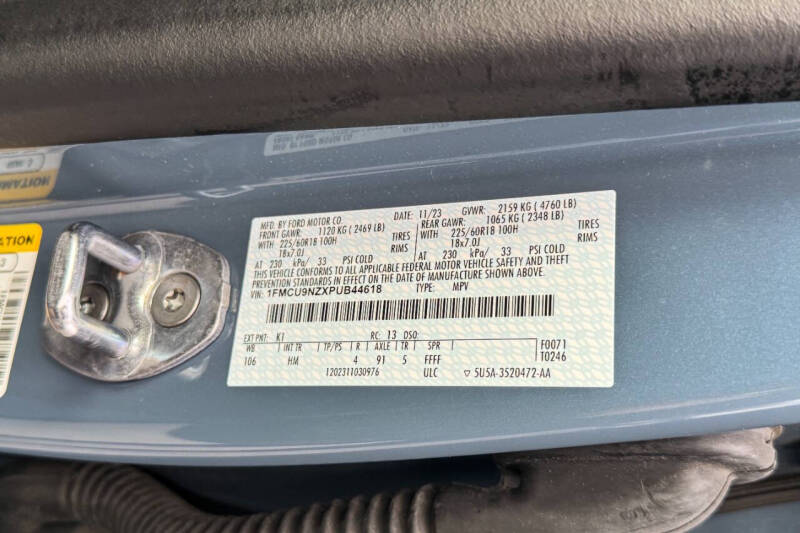 MFD. BY FORD MOTOR CO.
DATE: 11/23 GVWR: 2159 KG ( 4760 LB)
FRONT GAWR: 1120 KG ( 2469 LB) REAR GAWR: 1065 KG ( 2348 LB)
WITH 225/60R18 100H TIRES WITH 225/60R18 100H TIRES
18x7.0J RIMS 18x7.0J RIMS
AT 230 kPa/ 33 PSI COLD AT 230 kPa/ 33 PSI COLD
THIS VEHICLE CONFORMS TO ALL APPLICABLE FEDERAL MOTOR VEHICLE SAFETY AND THEFT
PREVENTION STANDARDS IN EFFECT ON THE DATE OF MANUFACTURE SHOWN ABOVE.
VIN: 1FMCU9NZXPUB44618 TYPE: MPV
EXT PNT: K1 RC: 13 DSO: F0071
WB INT TR TP/PS R AXLE TR SPR T0246
106 HM 4 91 5 FFFF
1202311030976 ULC ▽ 5U5A-3520472-AA
ATION